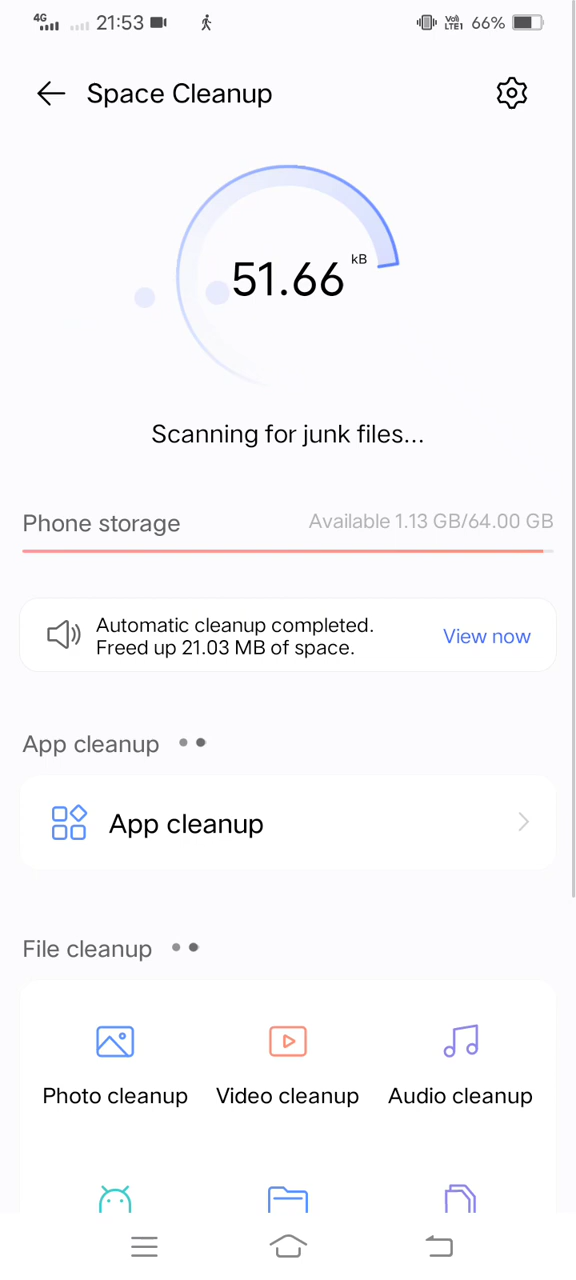 4G 21:53 Vo)) LTE1 66%
Space Cleanup
51.66 kB
Scanning for junk files...
Phone storage Available 1.13 GB/64.00 GB
Automatic cleanup completed.
Freed up 21.03 MB of space.
View now
App cleanup
App cleanup
File cleanup
Photo cleanup Video cleanup Audio cleanup